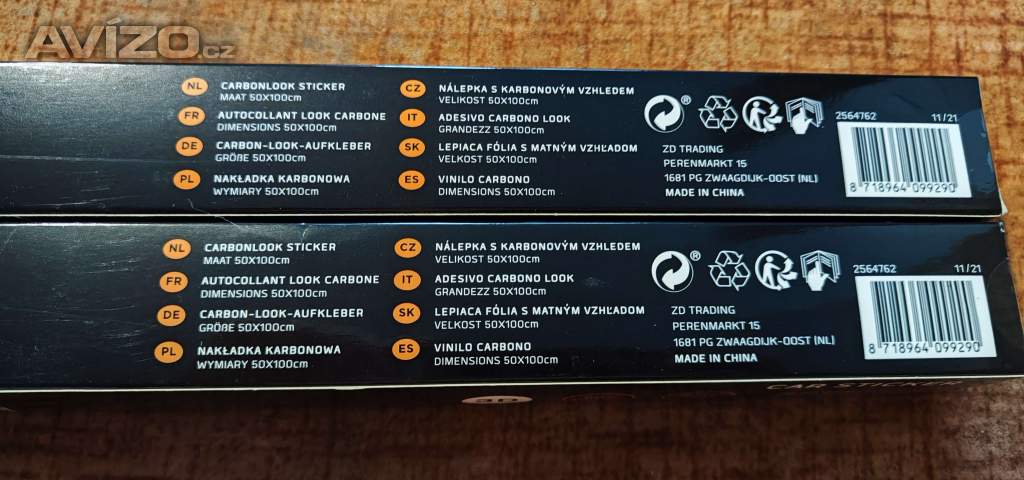 AVÍZO.cz
NL CARBONLOOK STICKER
MAAT 50X100cm
FR AUTOCOLLANT LOOK CARBONE
DIMENSIONS 50X100cm
DE CARBON-LOOK-AUFKLEBER
GRÖßE 50X100cm
PL NAKŁADKA KARBONOWA
WYMIARY 50X100cm
CZ NÁLEPKA S KARBONOVÝM VZHLEDEM
VELIKOST 50X100cm
IT ADESIVO CARBONO LOOK
GRANDEZZ 50X100cm
SK LEPIACA FÓLIA S MATNÝM VZHĽADOM
VELKOST 50X100cm
ES VINILO CARBONO
DIMENSIONS 50X100cm
ZD TRADING
PERENMARKT 15
1681 PG ZWAAGDIJK-OOST (NL)
MADE IN CHINA
2564762 11/21
8 718964 099290
NL CARBONLOOK STICKER
MAAT 50X100cm
FR AUTOCOLLANT LOOK CARBONE
DIMENSIONS 50X100cm
DE CARBON-LOOK-AUFKLEBER
GRÖßE 50X100cm
PL NAKŁADKA KARBONOWA
WYMIARY 50X100cm
CZ NÁLEPKA S KARBONOVÝM VZHLEDEM
VELIKOST 50X100cm
IT ADESIVO CARBONO LOOK
GRANDEZZ 50X100cm
SK LEPIACA FÓLIA S MATNÝM VZHĽADOM
VELKOST 50X100cm
ES VINILO CARBONO
DIMENSIONS 50X100cm
ZD TRADING
PERENMARKT 15
1681 PG ZWAAGDIJK-OOST (NL)
MADE IN CHINA
2564762 11/21
8 718964 099290
3D
CAR STICKER